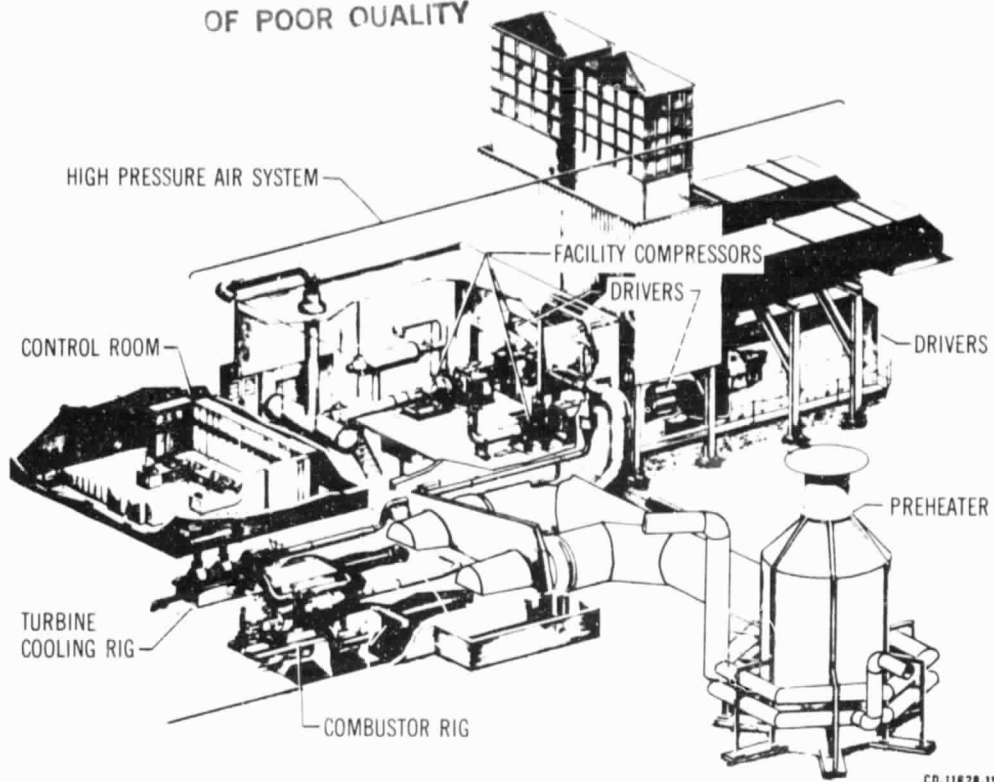 OF POOR QUALITY
HIGH PRESSURE AIR SYSTEM
FACILITY COMPRESSORS
DRIVERS
CONTROL ROOM
DRIVERS
PREHEATER
TURBINE
COOLING RIG
COMBUSTOR RIG